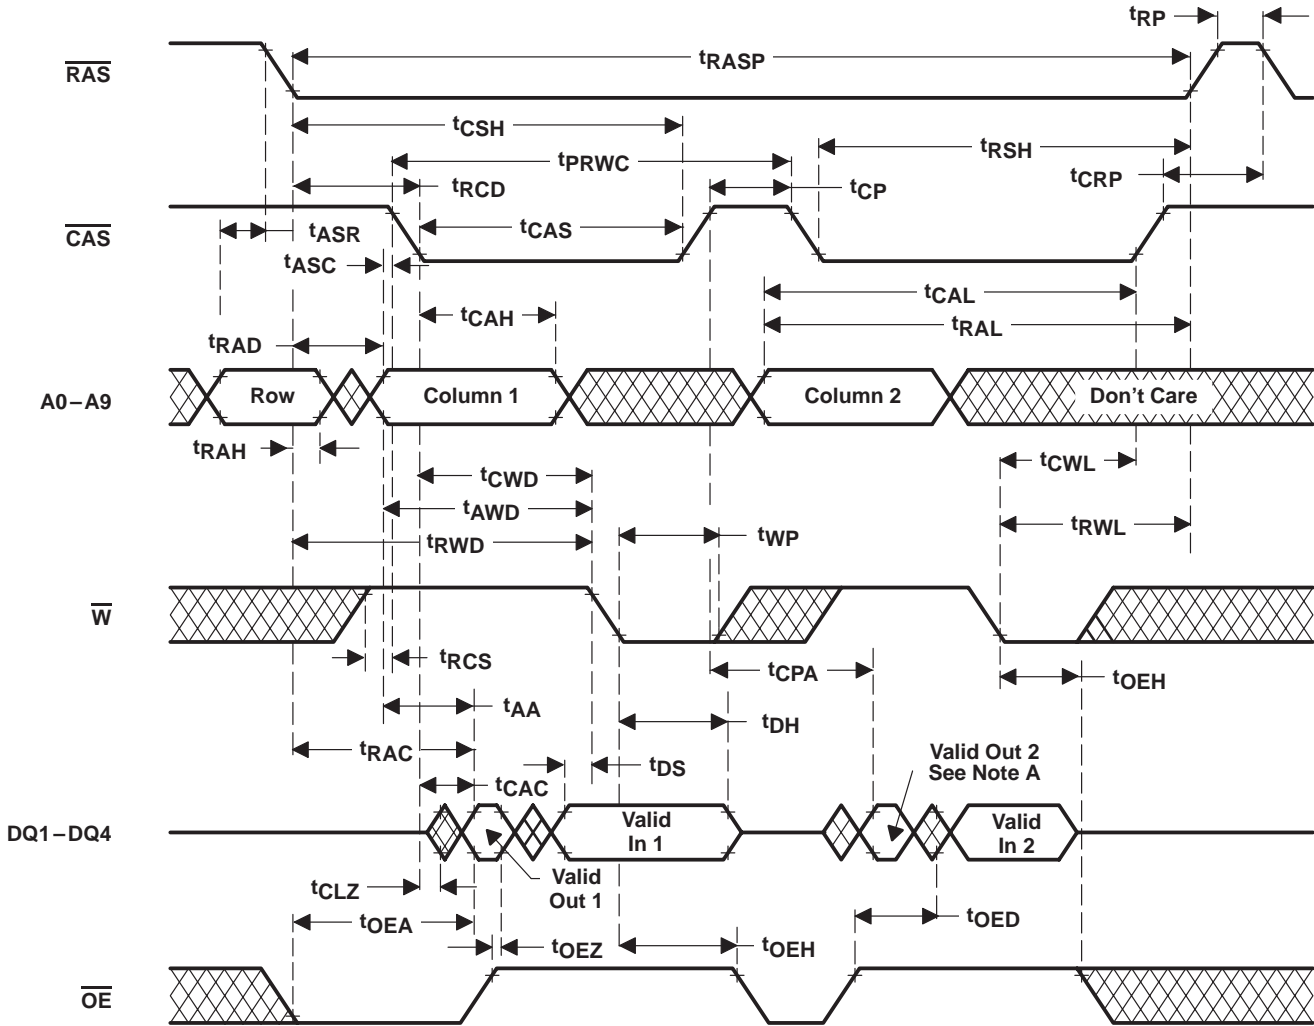 tRP
RAS
tRASP
tCSH
tRSH
tPRWC
tCRP
tRCD
tCP
CAS
tASR
tCAS
tASC
tCAL
tCAH
tRAL
tRAD
A0–A9
Row
Column 1
Column 2
Don't Care
tRAH
tCWL
tCWD
tAWD
tRWL
tWP
tRWD
W
tRCS
tCPA
tOEH
tAA
tDH
tRAC
Valid Out 2
See Note A
tDS
tCAC
DQ1–DQ4
Valid
In 1
Valid
In 2
Valid
Out 1
tCLZ
tOEA
tOED
tOEZ
tOEH
OE